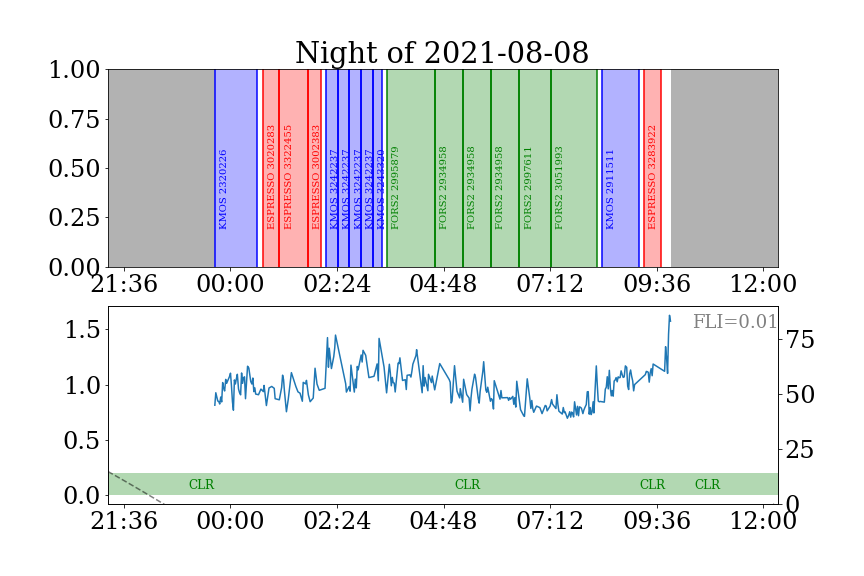 Night of 2021-08-08
1.00
0.75
0.50
0.25
0.00
KMOS 2320226
ESPRESSO 3020283
ESPRESSO 3322455
ESPRESSO 3002383
KMOS 3242237
KMOS 3242237
KMOS 3242237
KMOS 3242237
KMOS 3243320
FORS2 2995879
FORS2 2934958
FORS2 2934958
FORS2 2934958
FORS2 2997611
FORS2 3051993
KMOS 2911511
ESPRESSO 3283922
21:36 00:00 02:24 04:48 07:12 09:36 12:00
FLI=0.01
1.5
1.0
0.5
0.0
75
50
25
0
CLR CLR CLR CLR
21:36 00:00 02:24 04:48 07:12 09:36 12:00